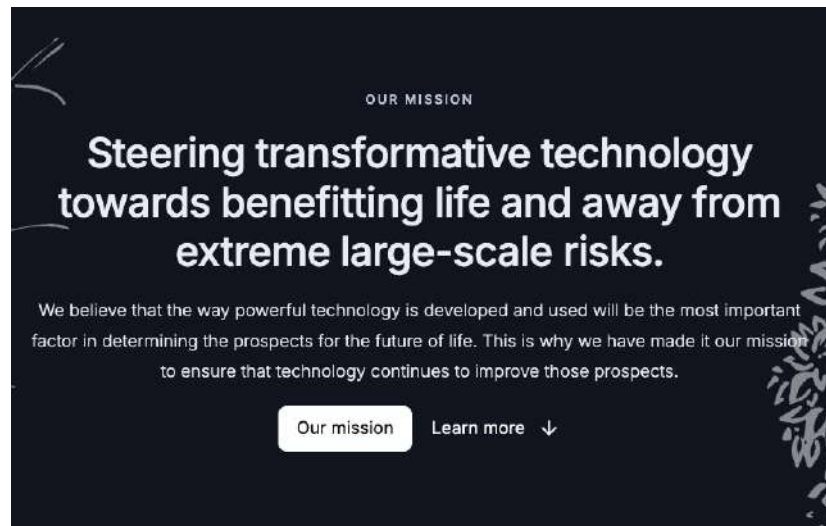 OUR MISSION
Steering transformative technology
towards benefitting life and away from
extreme large-scale risks.
We believe that the way powerful technology is developed and used will be the most important
factor in determining the prospects for the future of life. This is why we have made it our mission
to ensure that technology continues to improve those prospects.
Our mission
Learn more ↓